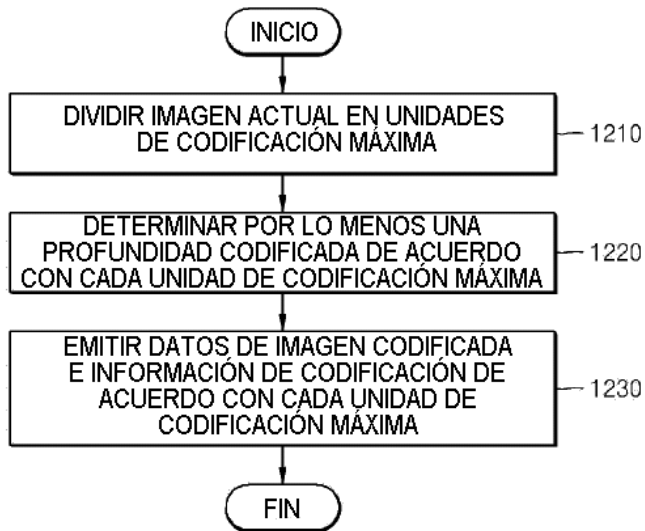 INICIO
DIVIDIR IMAGEN ACTUAL EN UNIDADES
DE CODIFICACIÓN MÁXIMA
1210
DETERMINAR POR LO MENOS UNA
PROFUNDIDAD CODIFICADA DE ACUERDO
CON CADA UNIDAD DE CODIFICACIÓN MÁXIMA
1220
EMITIR DATOS DE IMAGEN CODIFICADA
E INFORMACIÓN DE CODIFICACIÓN DE
ACUERDO CON CADA UNIDAD DE
CODIFICACIÓN MÁXIMA
1230
FIN